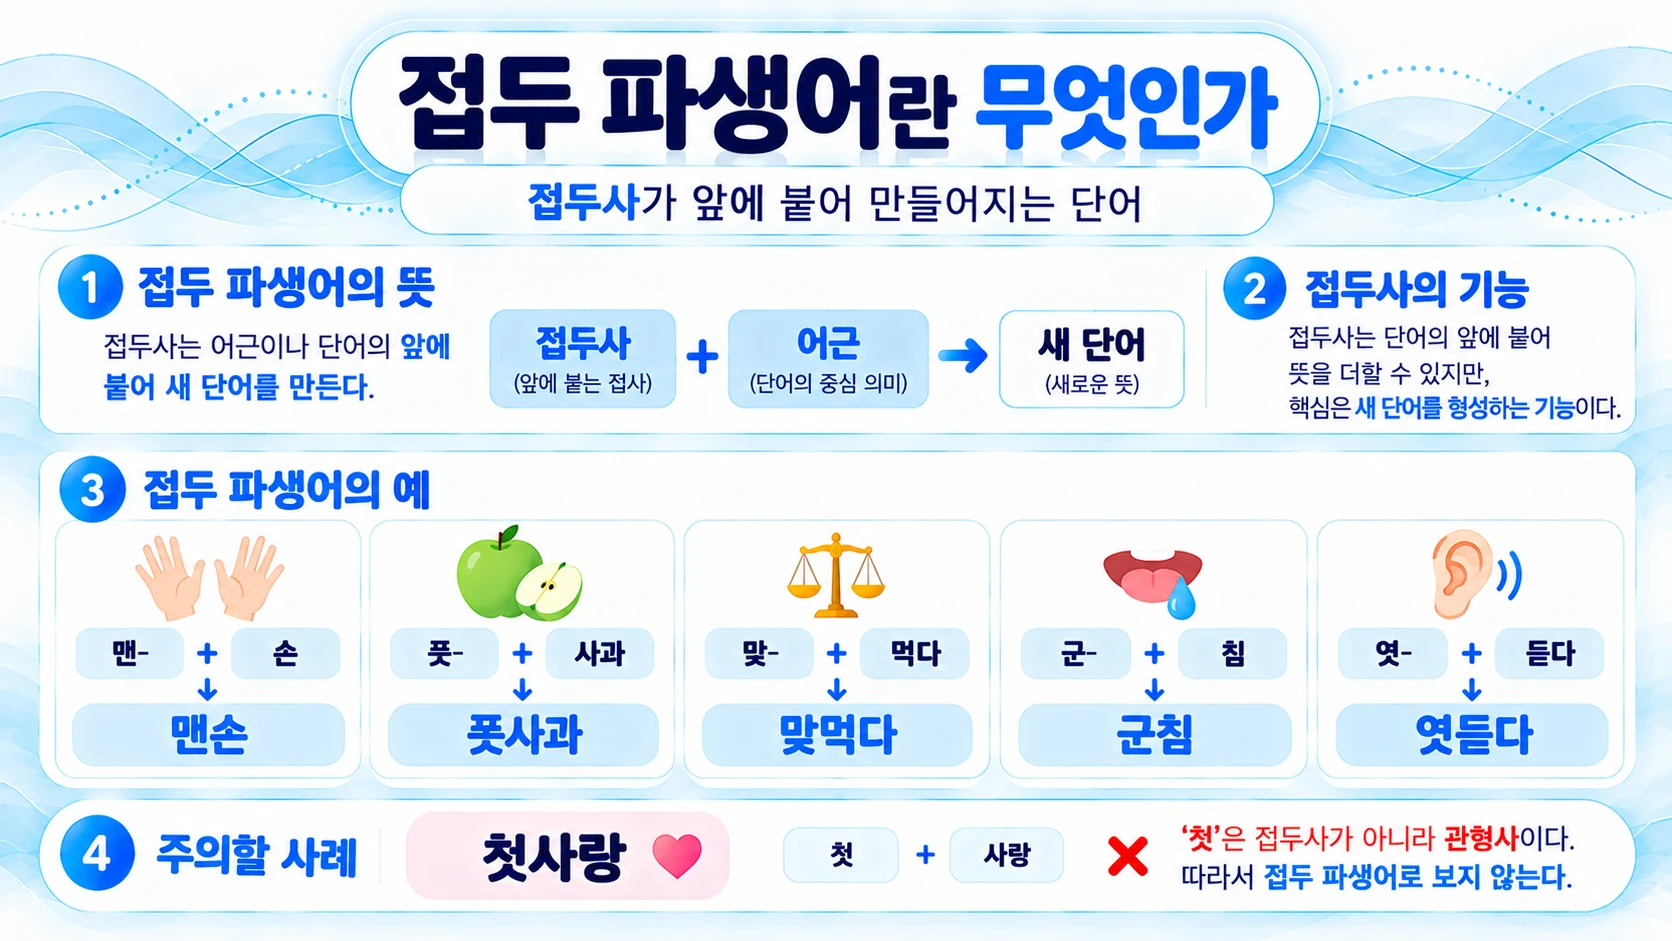 접두 파생어란 무엇인가
접두사가 앞에 붙어 만들어지는 단어
1 접두 파생어의 뜻
접두사는 어근이나 단어의 앞에
붙어 새 단어를 만든다.
접두사 + 어근 → 새 단어
(앞에 붙는 접사) (단어의 중심 의미) (새로운 뜻)
2 접두사의 기능
접두사는 단어의 앞에 붙어
뜻을 더할 수 있지만,
핵심은 새 단어를 형성하는 기능이다.
3 접두 파생어의 예
맨- + 손
↓
맨손
풋- + 사과
↓
풋사과
맞- + 먹다
↓
맞먹다
군- + 침
↓
군침
엿- + 듣다
↓
엿듣다
4 주의할 사례
첫사랑
첫 + 사랑
‘첫’은 접두사가 아니라 관형사이다.
따라서 접두 파생어로 보지 않는다.